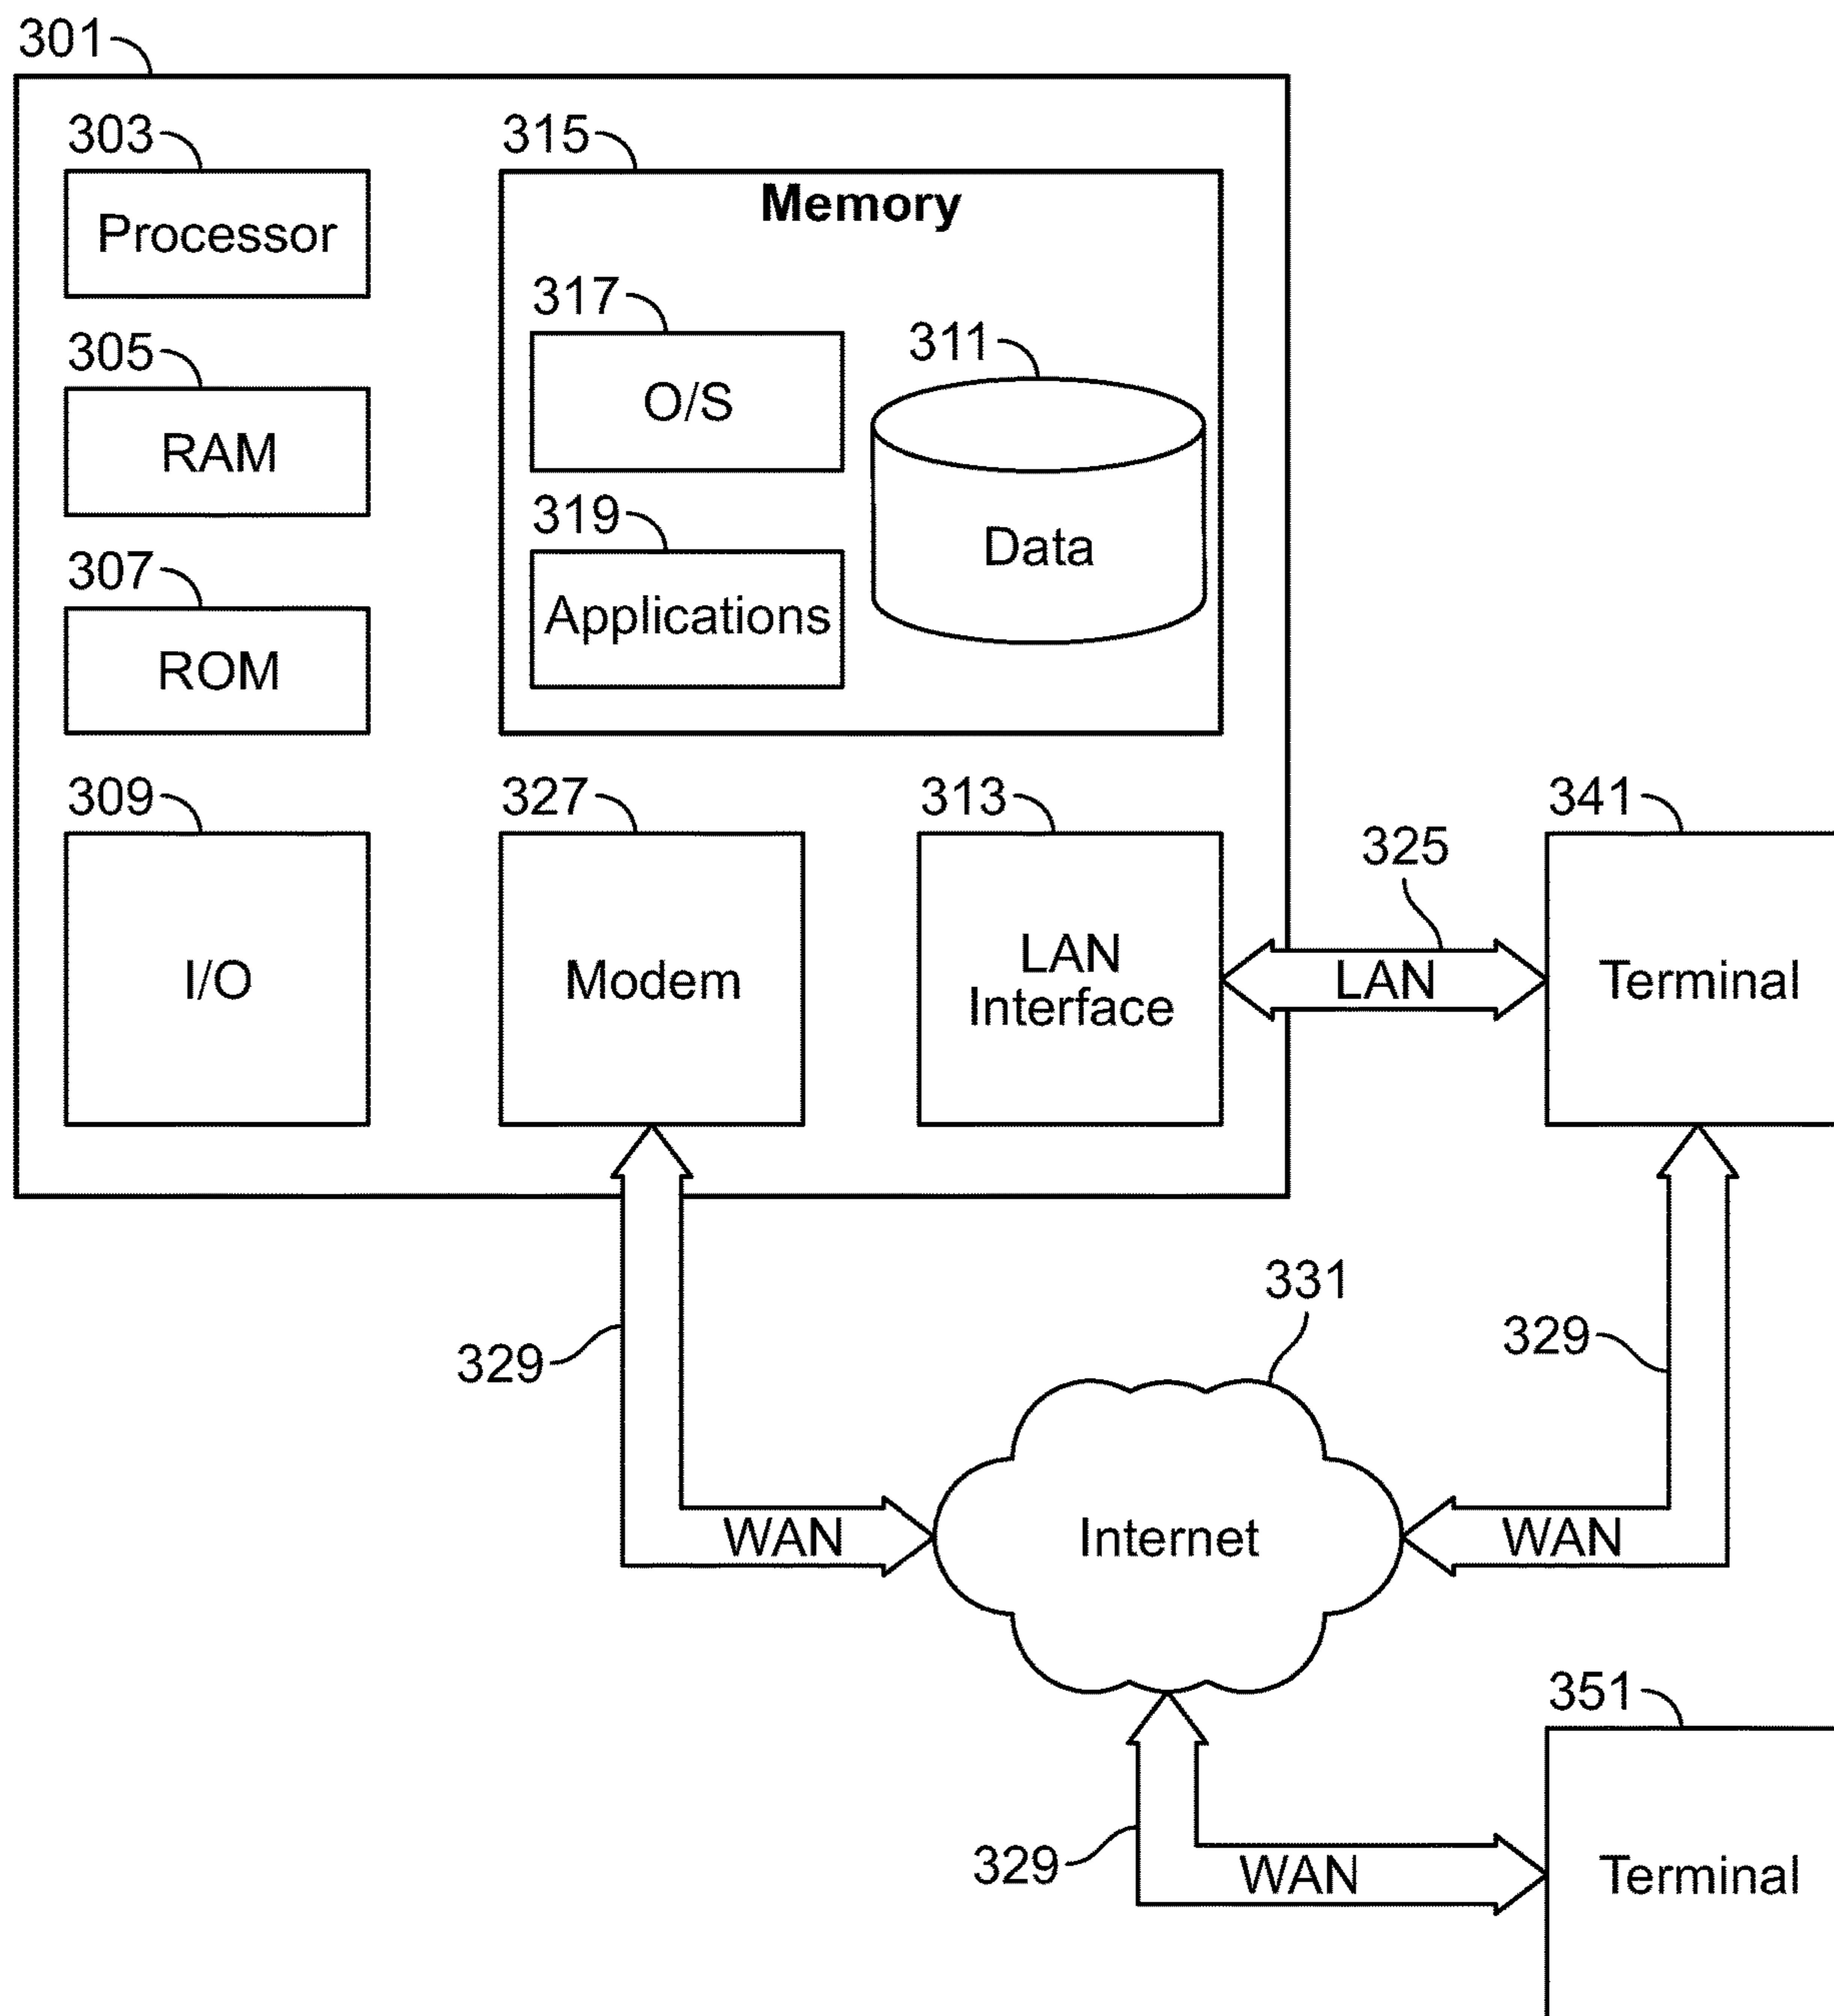 301
303
Processor
305
RAM
307
ROM
309
I/O
315
Memory
317
O/S
319
Applications
311
Data
327
Modem
313
LAN
Interface
325
LAN
341
Terminal
329
WAN
331
Internet
329
WAN
329
WAN
351
Terminal